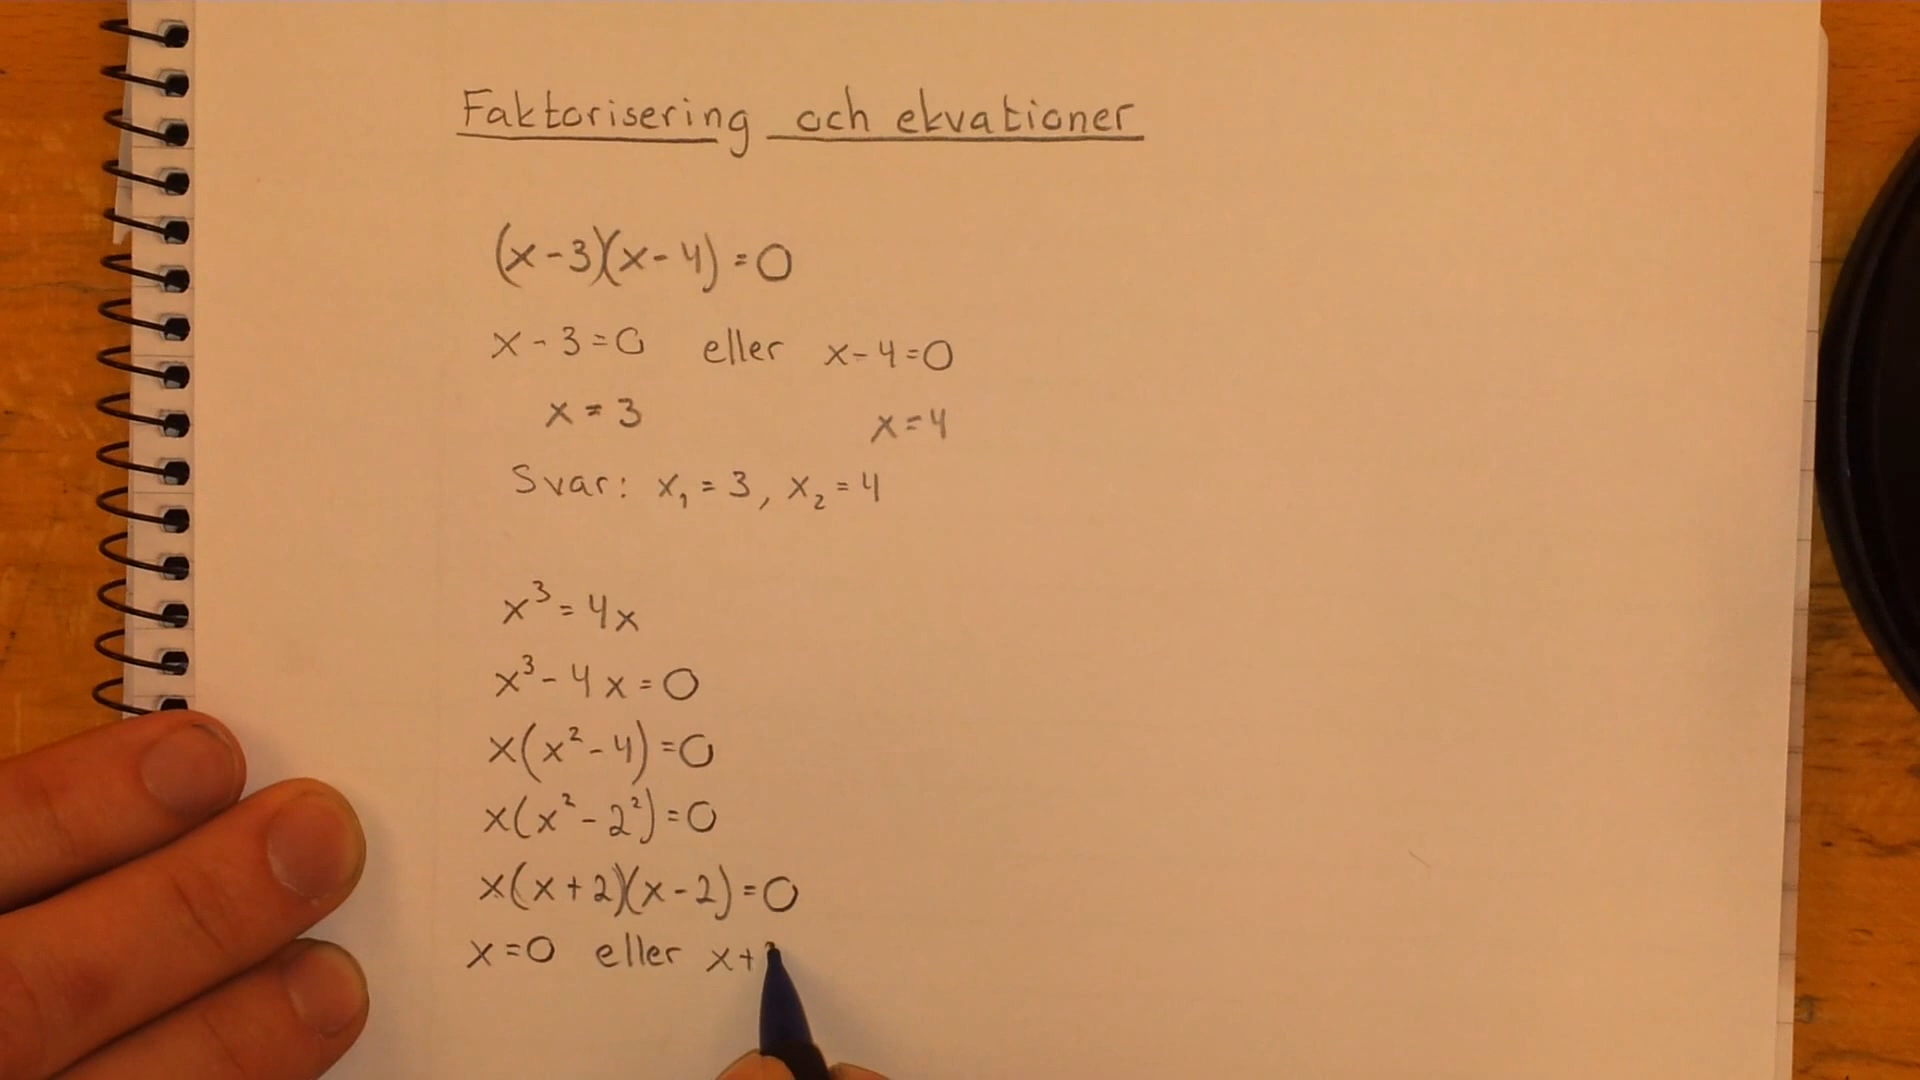 Faktorisering och ekvationer
(x-3)(x-4)=0
x-3=0 eller x-4=0
x=3 x=4
Svar: x₁=3, x₂=4
x³=4x
x³-4x=0
x(x²-4)=0
x(x²-2²)=0
x(x+2)(x-2)=0
x=0 eller x+